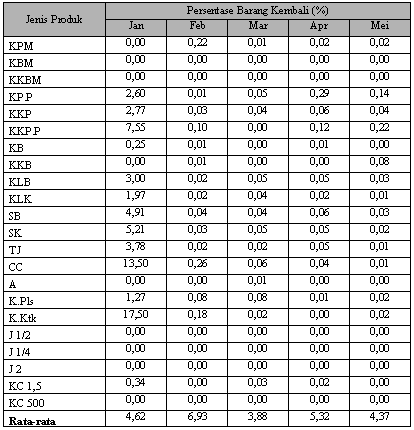 Jenis Produk Persentase Barang Kembali (%)
Jan Feb Mar Apr Mei
KPM 0,00 0,22 0,01 0,02 0,02
KBM 0,00 0,00 0,00 0,00 0,00
KKBM 0,00 0,00 0,00 0,00 0,00
KP.P 2,60 0,01 0,05 0,29 0,14
KKP 2,77 0,03 0,04 0,06 0,04
KKP.P 7,55 0,10 0,00 0,12 0,22
KB 0,25 0,01 0,00 0,01 0,00
KKB 0,00 0,01 0,00 0,00 0,08
KLB 3,00 0,02 0,05 0,05 0,03
KLK 1,97 0,02 0,04 0,02 0,01
SB 4,91 0,04 0,04 0,06 0,03
SK 5,21 0,03 0,05 0,05 0,02
TJ 3,78 0,02 0,02 0,05 0,01
CC 13,50 0,26 0,06 0,04 0,01
A 0,00 0,00 0,01 0,00 0,00
K.Pls 1,27 0,08 0,08 0,01 0,02
K.Ktk 17,50 0,18 0,02 0,00 0,02
J 1/2 0,00 0,00 0,00 0,00 0,00
J 1/4 0,00 0,00 0,00 0,00 0,00
J 2 0,00 0,00 0,00 0,00 0,00
KC 1,5 0,34 0,00 0,03 0,02 0,00
KC 500 0,00 0,00 0,00 0,00 0,00
Rata-rata 4,62 6,93 3,88 5,32 4,37